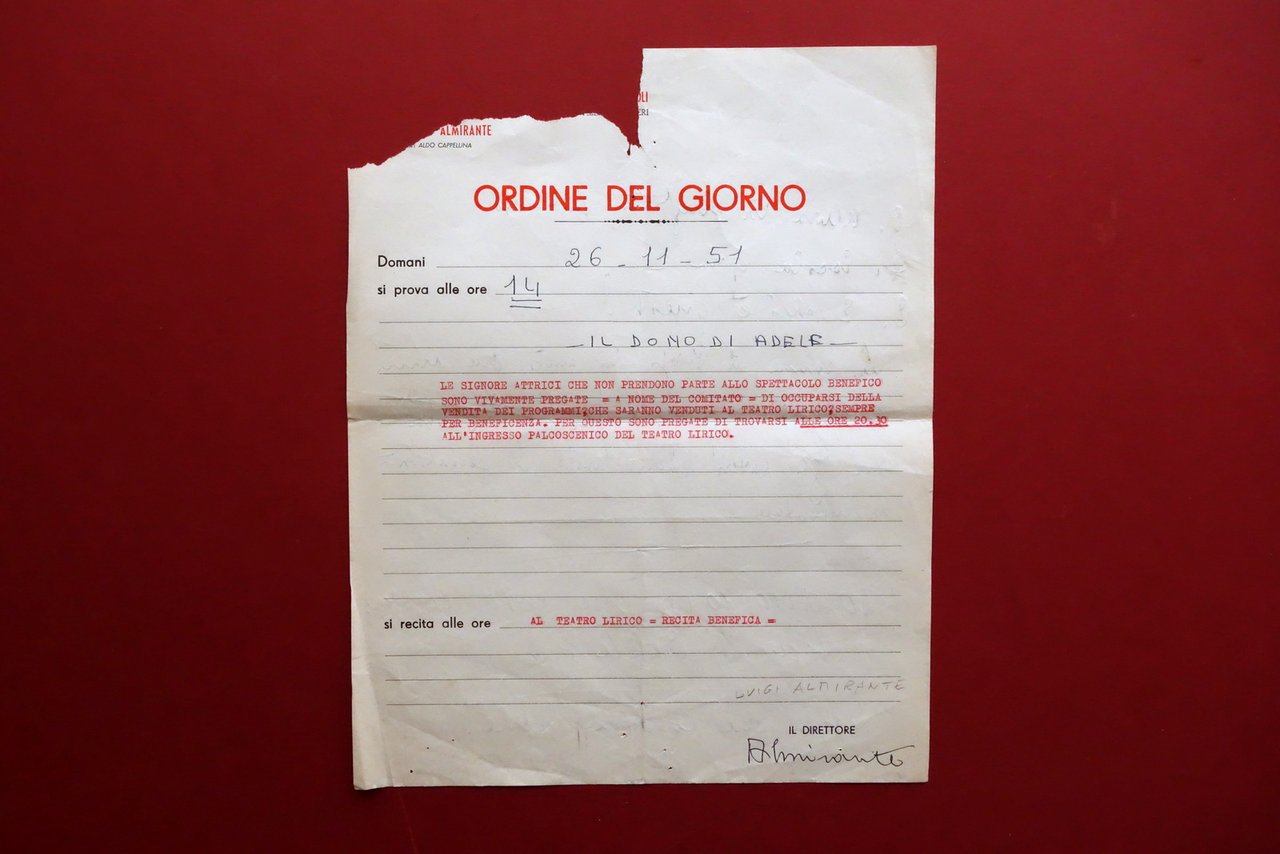 OLI
ERI
ALMIRANTE
ALDO CAPPELLINA
ORDINE DEL GIORNO
Domani 26 - 11 - 51
si prova alle ore 14
- IL DONO DI ADELE -
LE SIGNORE ATTRICI CHE NON PRENDONO PARTE ALLO SPETTACOLO BENEFICO
SONO VIVAMENTE PREGATE = A NOME DEL COMITATO = DI OCCUPARSI DELLA
VENDITA DEI PROGRAMMI,CHE SARANNO VENDUTI AL TEATRO LIRICO,SEMPRE
PER BENEFICENZA. PER QUESTO SONO PREGATE DI TROVARSI ALLE ORE 20,30
ALL'INGRESSO PALCOSCENICO DEL TEATRO LIRICO.
si recita alle ore AL TEATRO LIRICO = RECITA BENEFICA =
LUIGI ALMIRANTE
IL DIRETTORE
Almirante